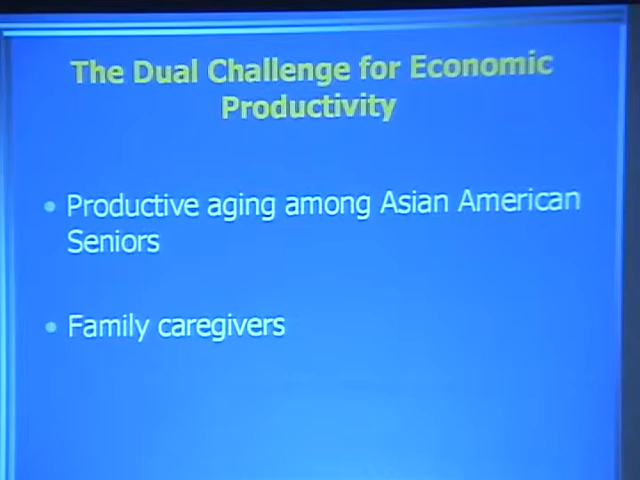 The Dual Challenge for Economic
Productivity
• Productive aging among Asian American
Seniors
• Family caregivers